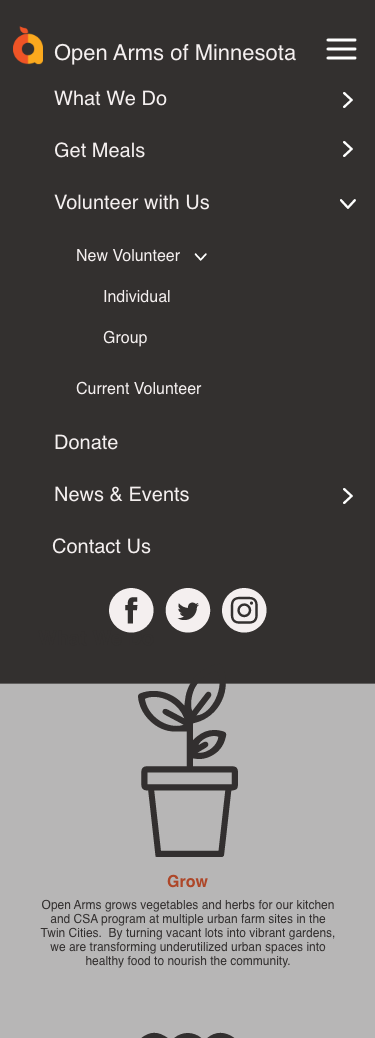 Open Arms of Minnesota
What We Do
Get Meals
Volunteer with Us
New Volunteer
Individual
Group
Current Volunteer
Donate
News & Events
Contact Us
Grow
Open Arms grows vegetables and herbs for our kitchen
and CSA program at multiple urban farm sites in the
Twin Cities.  By turning vacant lots into vibrant gardens,
we are transforming underutilized urban spaces into
healthy food to nourish the community.